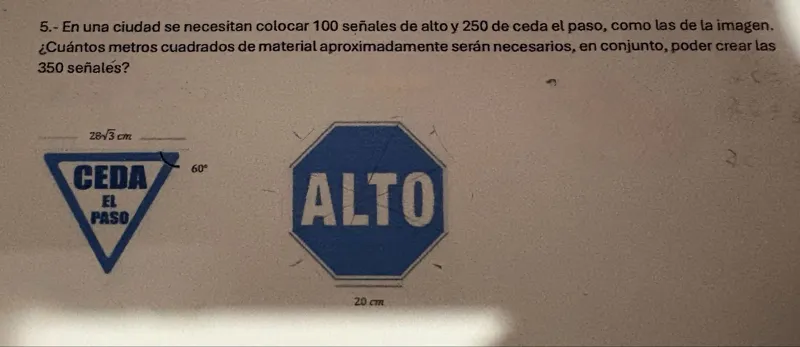 5.- En una ciudad se necesitan colocar 100 señales de alto y 250 de ceda el paso, como las de la imagen.
¿Cuántos metros cuadrados de material aproximadamente serán necesarios, en conjunto, poder crear las
350 señales?
28√3 cm
60°
CEDA
EL
PASO
ALTO
20 cm